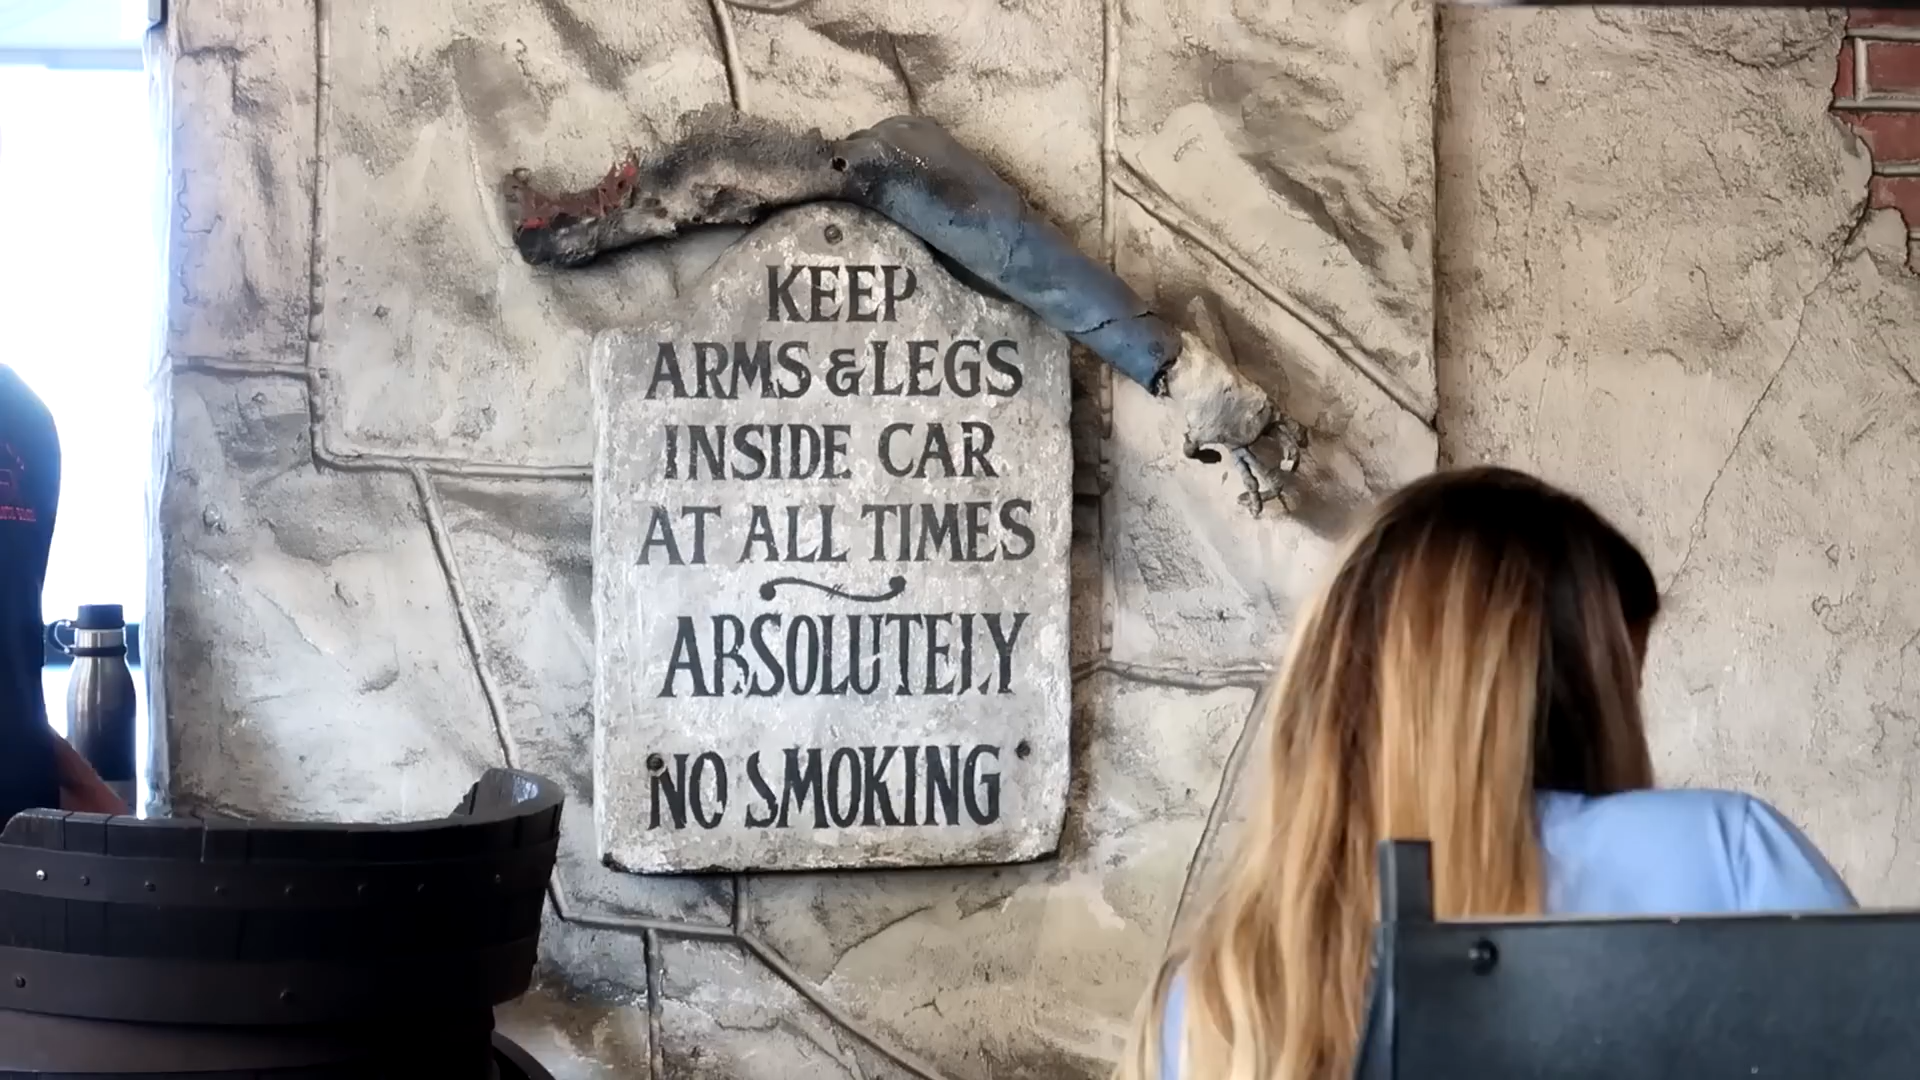 KEEP
ARMS & LEGS
INSIDE CAR
AT ALL TIMES
ABSOLUTELY
NO SMOKING